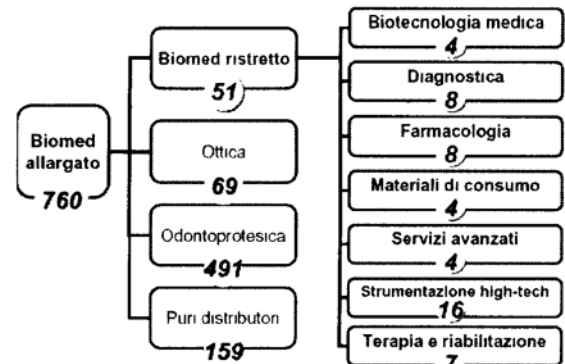 Biomed
allargato
760
Biomed ristretto
51
Ottica
69
Odontoprotesica
491
Puri distributori
159
Biotecnologia medica
4
Diagnostica
8
Farmacologia
8
Materiali di consumo
4
Servizi avanzati
4
Strumentazione high-tech
16
Terapia e riabilitazione
7